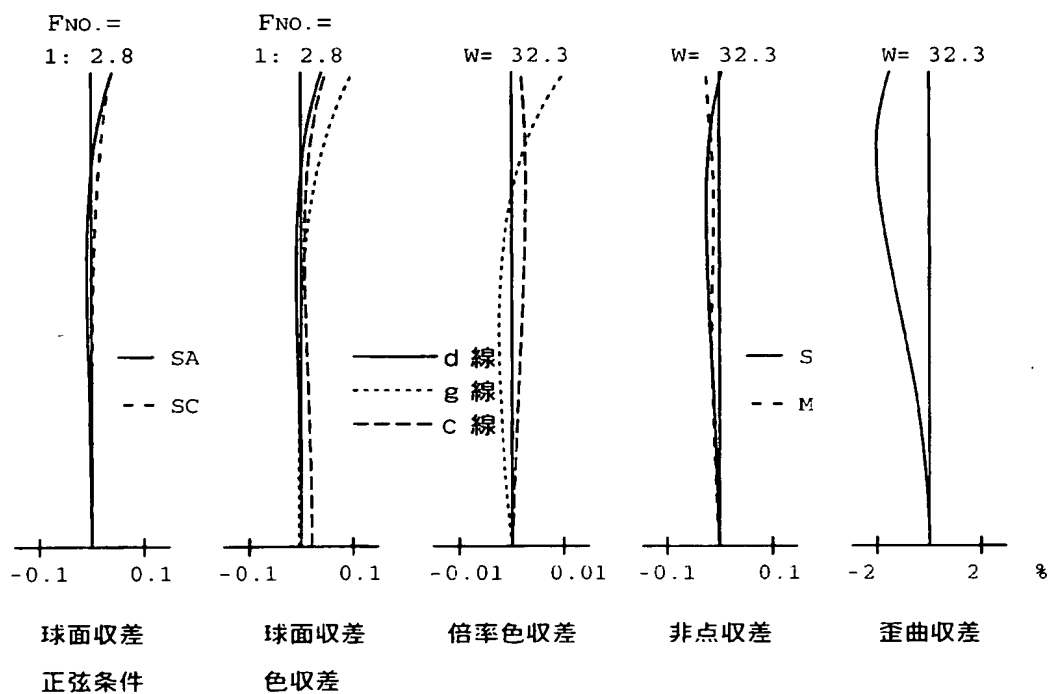 FNO.=
1: 2.8
FNO.=
1: 2.8
W= 32.3
W= 32.3
W= 32.3
SA
SC
d 線
g 線
c 線
S
M
-0.1 0.1
-0.1 0.1
-0.01 0.01
-0.1 0.1
-2 2 %
球面収差
正弦条件
球面収差
色収差
倍率色収差
非点収差
歪曲収差